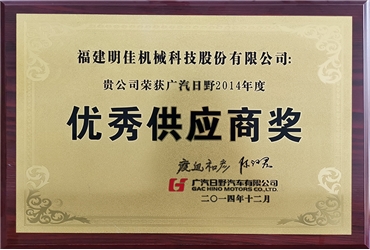 福建明佳机械科技股份有限公司:
贵公司荣获广汽日野2014年度
优秀供应商奖
广汽日野汽车有限公司
GAC HINO MOTORS CO.,LTD.
二〇一四年十二月